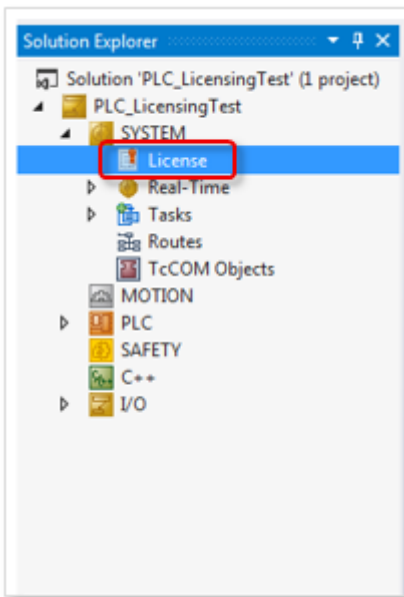 Solution Explorer
Solution 'PLC_LicensingTest' (1 project)
PLC_LicensingTest
SYSTEM
License
Real-Time
Tasks
Routes
TcCOM Objects
MOTION
PLC
SAFETY
C++
I/O